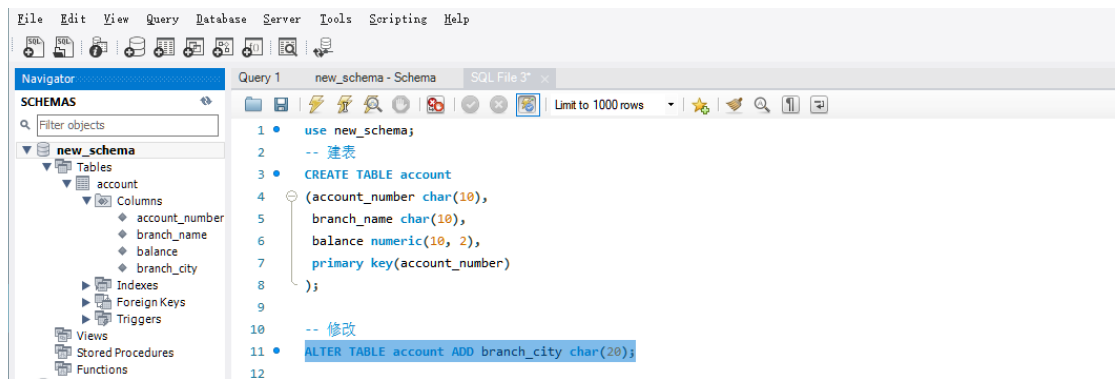 File Edit View Query Database Server Tools Scripting Help
SQL SQL
Navigator
Query 1 new_schema - Schema SQL File 3* ×
SCHEMAS
Limit to 1000 rows
Filter objects
new_schema
Tables
account
Columns
account_number
branch_name
balance
branch_city
Indexes
Foreign Keys
Triggers
Views
Stored Procedures
Functions
1 use new_schema;
2 -- 建表
3 CREATE TABLE account
4 (account_number char(10),
5 branch_name char(10),
6 balance numeric(10, 2),
7 primary key(account_number)
8 );
9
10 -- 修改
11 ALTER TABLE account ADD branch_city char(20);
12